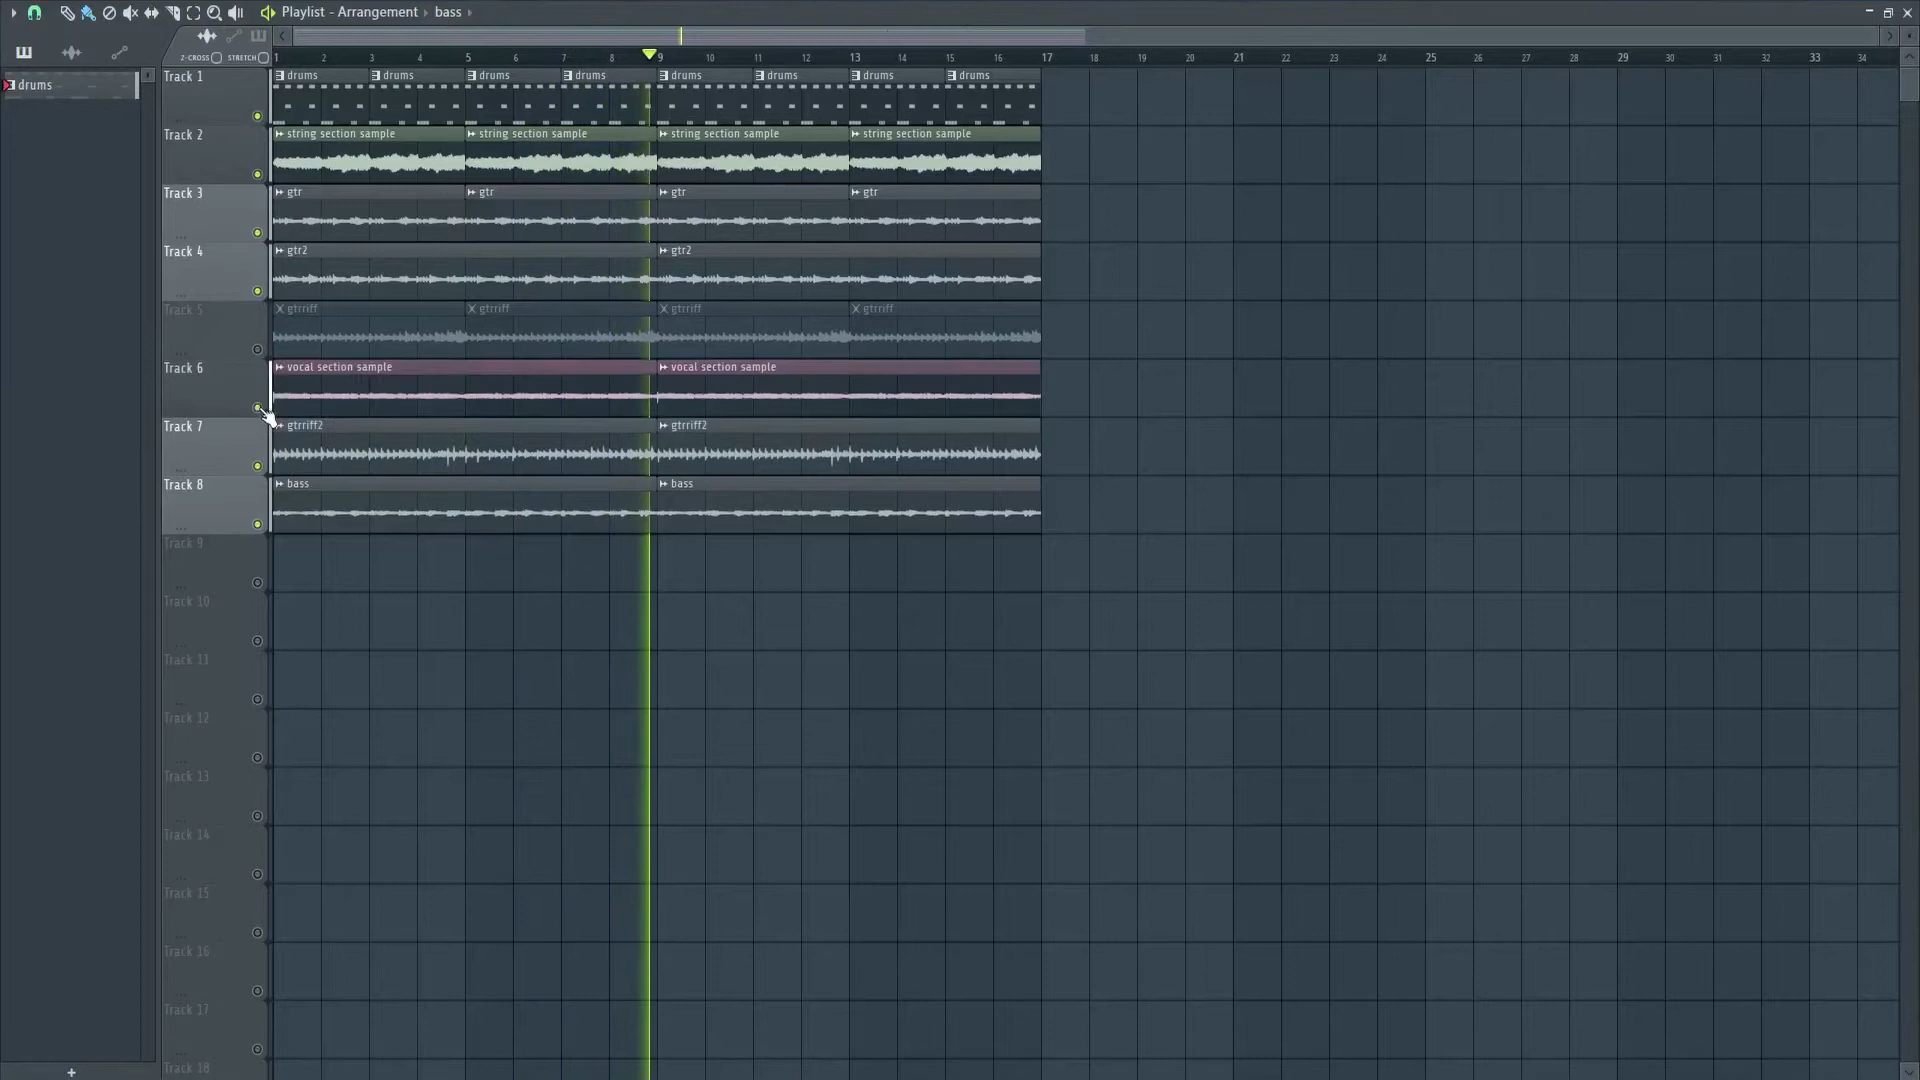 Playlist - Arrangement › bass ›
Z-CROSS STRETCH
1 2 3 4 5 6 7 8 9 10 11 12 13 14 15 16 17 18 19 20 21 22 23 24 25 26 27 28 29 30 31 32 33 34
drums
Track 1 drums drums drums drums drums drums drums drums
Track 2 string section sample string section sample string section sample string section sample
Track 3 gtr gtr gtr gtr
Track 4 gtr2 gtr2
Track 5 gtrriff gtrriff gtrriff gtrriff
Track 6 vocal section sample vocal section sample
Track 7 gtrriff2 gtrriff2
Track 8 bass bass
Track 9
Track 10
Track 11
Track 12
Track 13
Track 14
Track 15
Track 16
Track 17
Track 18
+